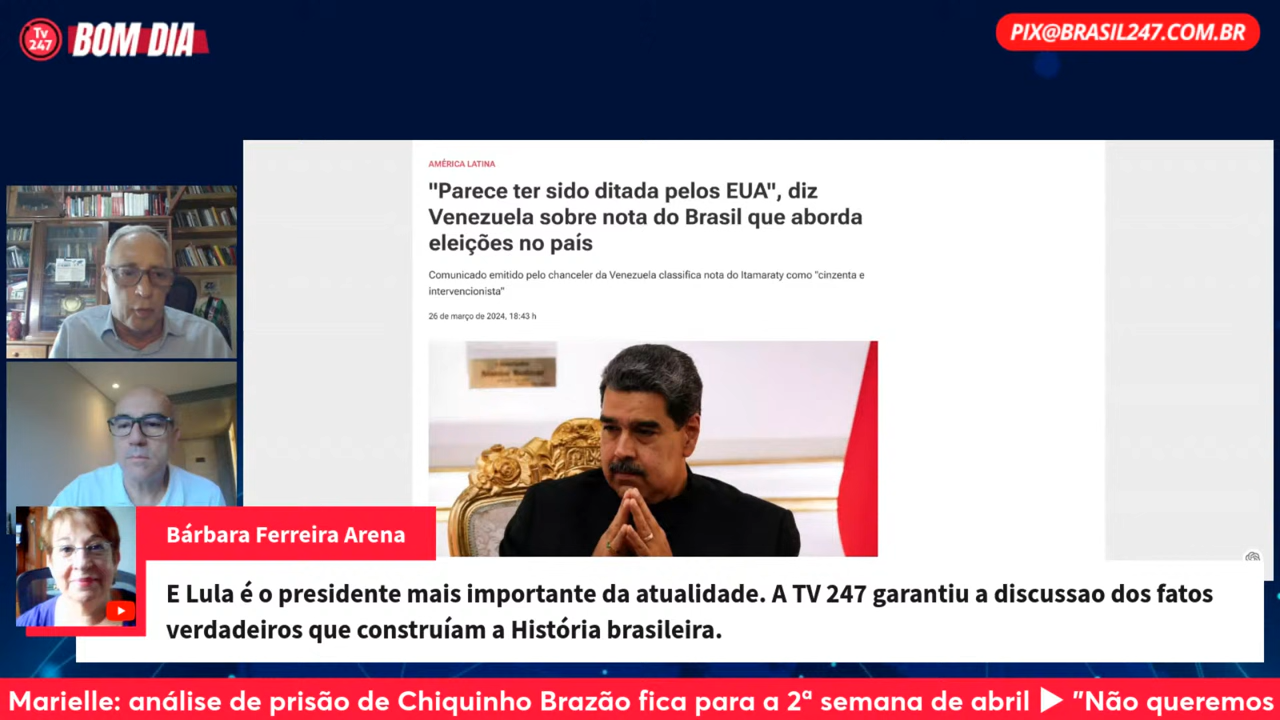 Tv 247 BOM DIA
PIX@BRASIL247.COM.BR
AMÉRICA LATINA
"Parece ter sido ditada pelos EUA", diz
Venezuela sobre nota do Brasil que aborda
eleições no país
Comunicado emitido pelo chanceler da Venezuela classifica nota do Itamaraty como "cinzenta e
intervencionista"
26 de março de 2024, 18:43 h
Bárbara Ferreira Arena
E Lula é o presidente mais importante da atualidade. A TV 247 garantiu a discussao dos fatos
verdadeiros que construíam a História brasileira.
Marielle: análise de prisão de Chiquinho Brazão fica para a 2ª semana de abril ▶ "Não queremos